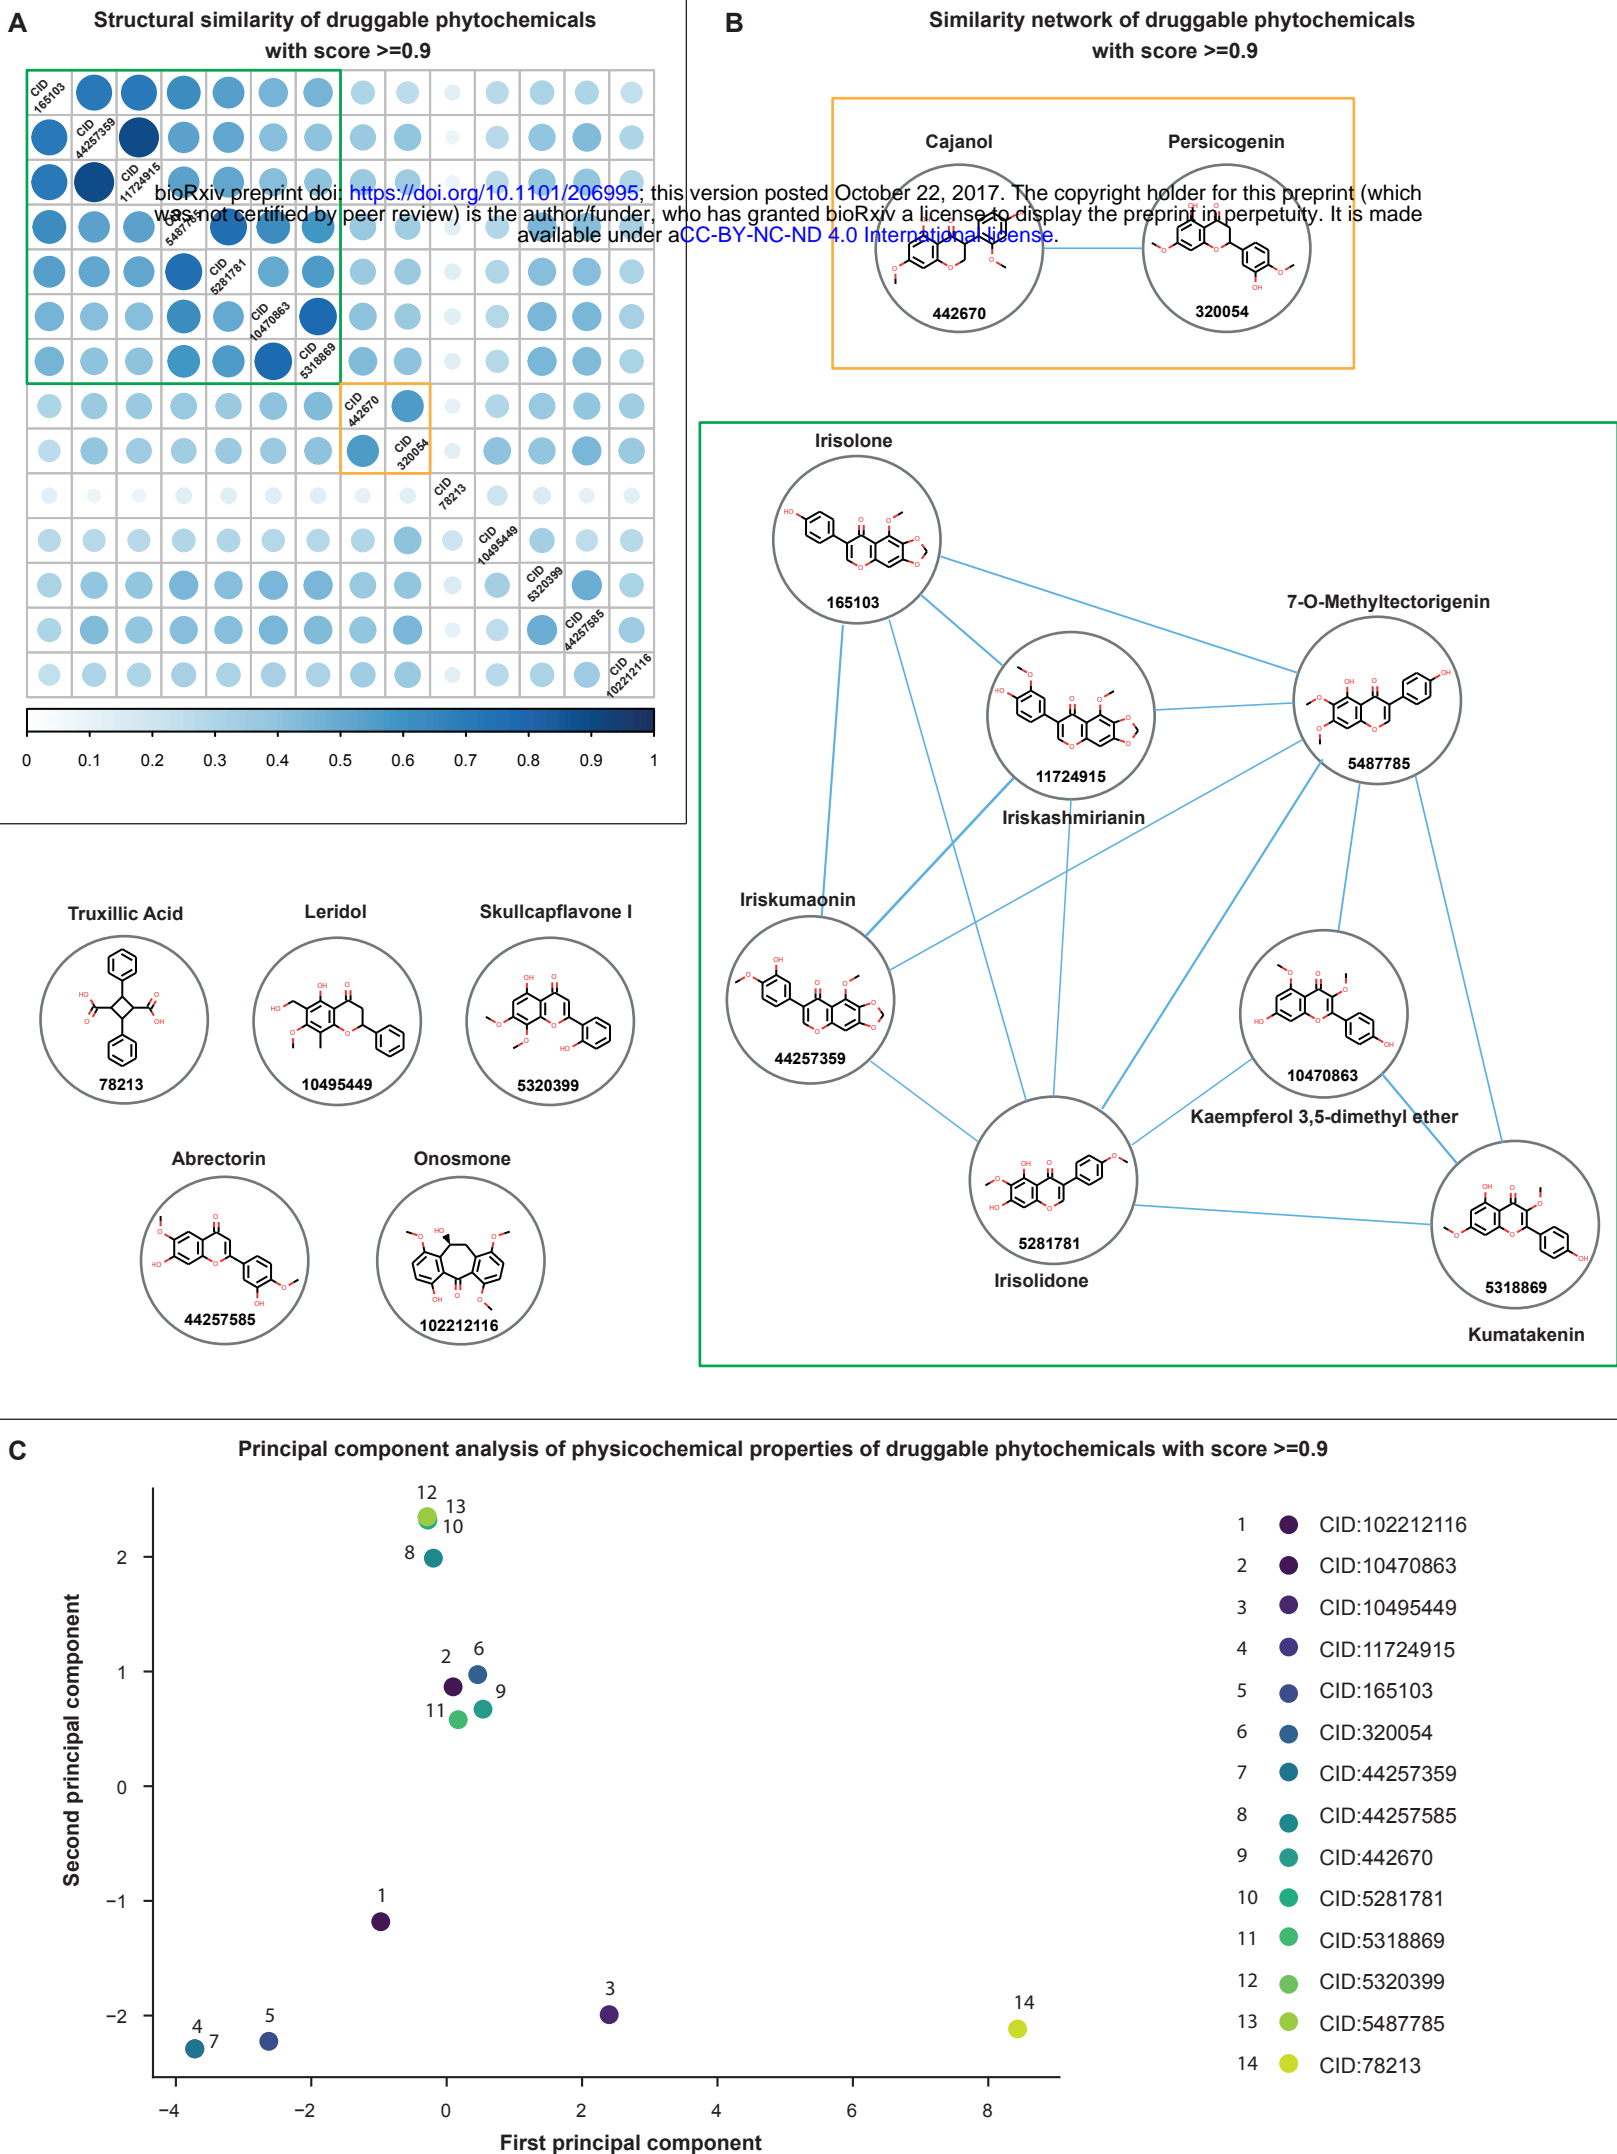 A
Structural similarity of druggable phytochemicals
with score >=0.9
CID
165103
CID
44257359
CID
11724915
CID
5487785
CID
5281781
CID
10470863
CID
5318869
CID
442670
CID
320054
CID
78213
CID
10495449
CID
5320399
CID
44257585
CID
102212116
0 0.1 0.2 0.3 0.4 0.5 0.6 0.7 0.8 0.9 1
bioRxiv preprint doi: https://doi.org/10.1101/206995; this version posted October 22, 2017. The copyright holder for this preprint (which
was not certified by peer review) is the author/funder, who has granted bioRxiv a license to display the preprint in perpetuity. It is made
available under aCC-BY-NC-ND 4.0 International license.
B
Similarity network of druggable phytochemicals
with score >=0.9
Cajanol
442670
Persicogenin
320054
Irisolone
165103
7-O-Methyltectorigenin
5487785
11724915
Iriskashmirianin
Iriskumaonin
44257359
10470863
Kaempferol 3,5-dimethyl ether
5281781
Irisolidone
5318869
Kumatakenin
Truxillic Acid
78213
Leridol
10495449
Skullcapflavone I
5320399
Abrectorin
44257585
Onosmone
102212116
C
Principal component analysis of physicochemical properties of druggable phytochemicals with score >=0.9
Second principal component
2
1
0
−1
−2
12
13
10
8
6
2
9
11
1
3
14
5
4
7
−4 −2 0 2 4 6 8
First principal component
1 CID:102212116
2 CID:10470863
3 CID:10495449
4 CID:11724915
5 CID:165103
6 CID:320054
7 CID:44257359
8 CID:44257585
9 CID:442670
10 CID:5281781
11 CID:5318869
12 CID:5320399
13 CID:5487785
14 CID:78213